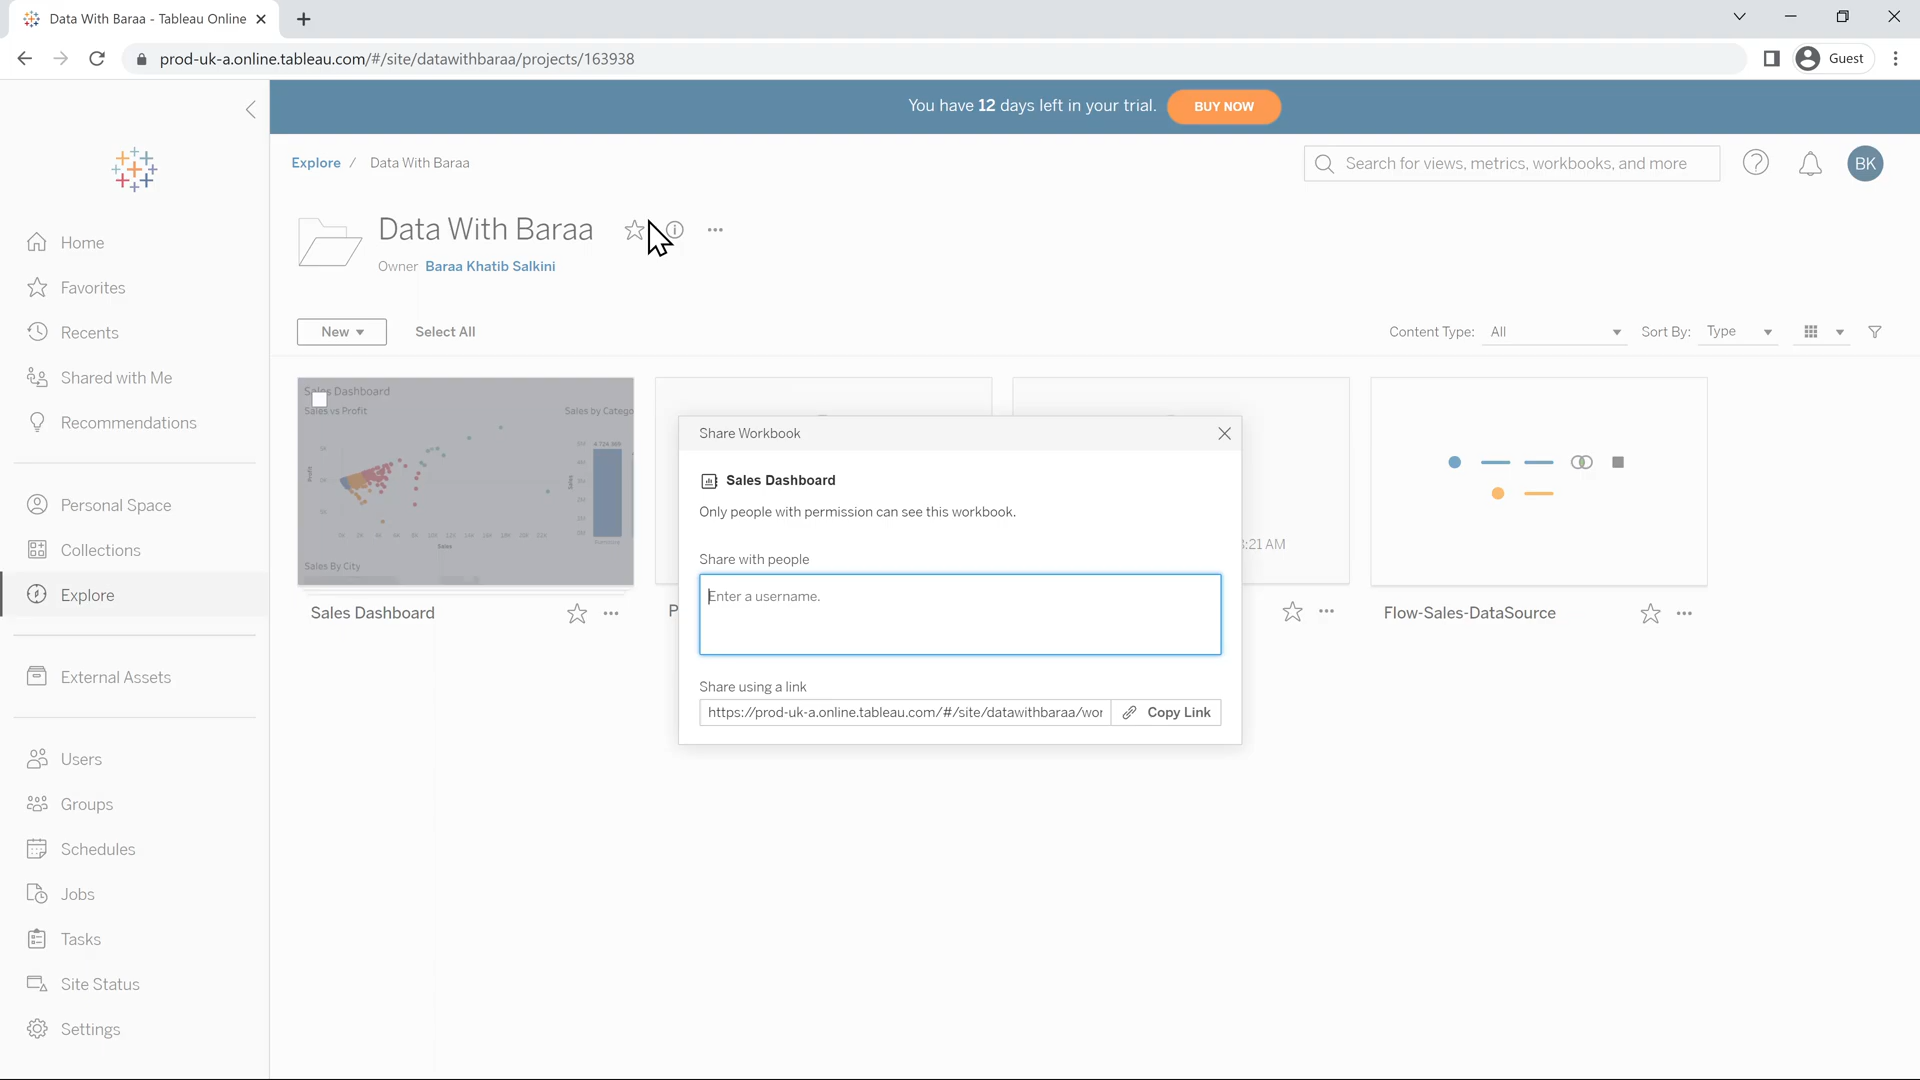 Data With Baraa - Tableau Online
prod-uk-a.online.tableau.com/#/site/datawithbaraa/projects/163938
Guest
You have 12 days left in your trial.
BUY NOW
Explore / Data With Baraa
Search for views, metrics, workbooks, and more
BK
Data With Baraa
Owner Baraa Khatib Salkini
New
Select All
Content Type: All
Sort By: Type
Home
Favorites
Recents
Shared with Me
Recommendations
Personal Space
Collections
Explore
External Assets
Users
Groups
Schedules
Jobs
Tasks
Site Status
Settings
Sales Dashboard
Sales vs Profit
Sales by Catego
Profit
Sales
Sales By City
Sales Dashboard
P
Share Workbook
Sales Dashboard
Only people with permission can see this workbook.
Share with people
Enter a username.
Share using a link
https://prod-uk-a.online.tableau.com/#/site/datawithbaraa/wor
Copy Link
:21 AM
Flow-Sales-DataSource